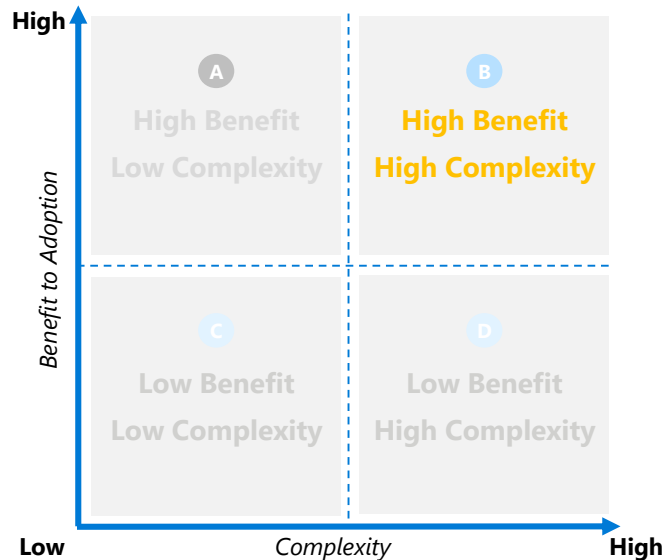 High
A
B
High Benefit
Low Complexity
High Benefit
High Complexity
Benefit to Adoption
C
D
Low Benefit
Low Complexity
Low Benefit
High Complexity
Low
Complexity
High